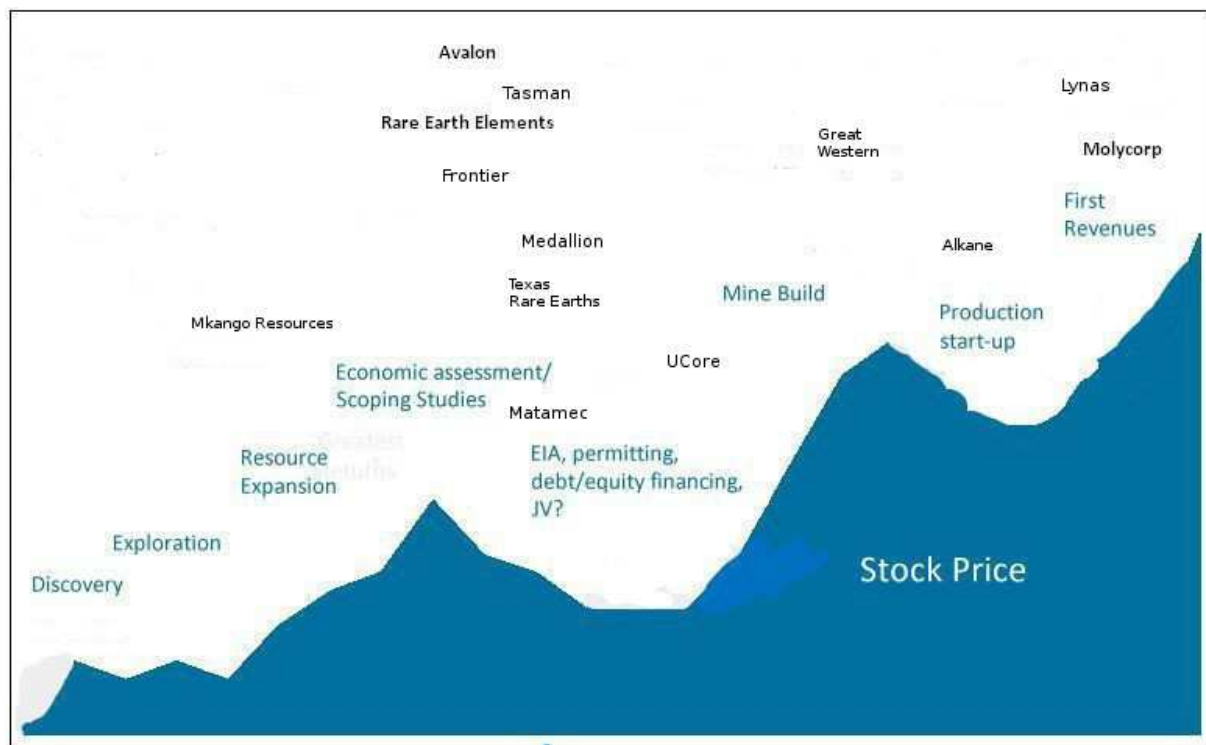 Avalon
Tasman
Lynas
Rare Earth Elements
Great
Western
Molycorp
Frontier
First
Revenues
Medallion
Alkane
Texas
Rare Earths
Mine Build
Mkango Resources
Production
start-up
UCore
Economic assessment/
Scoping Studies
Matamec
Greatest
Returns
Resource
Expansion
EIA, permitting,
debt/equity financing,
JV?
Exploration
Discovery
Stock Price